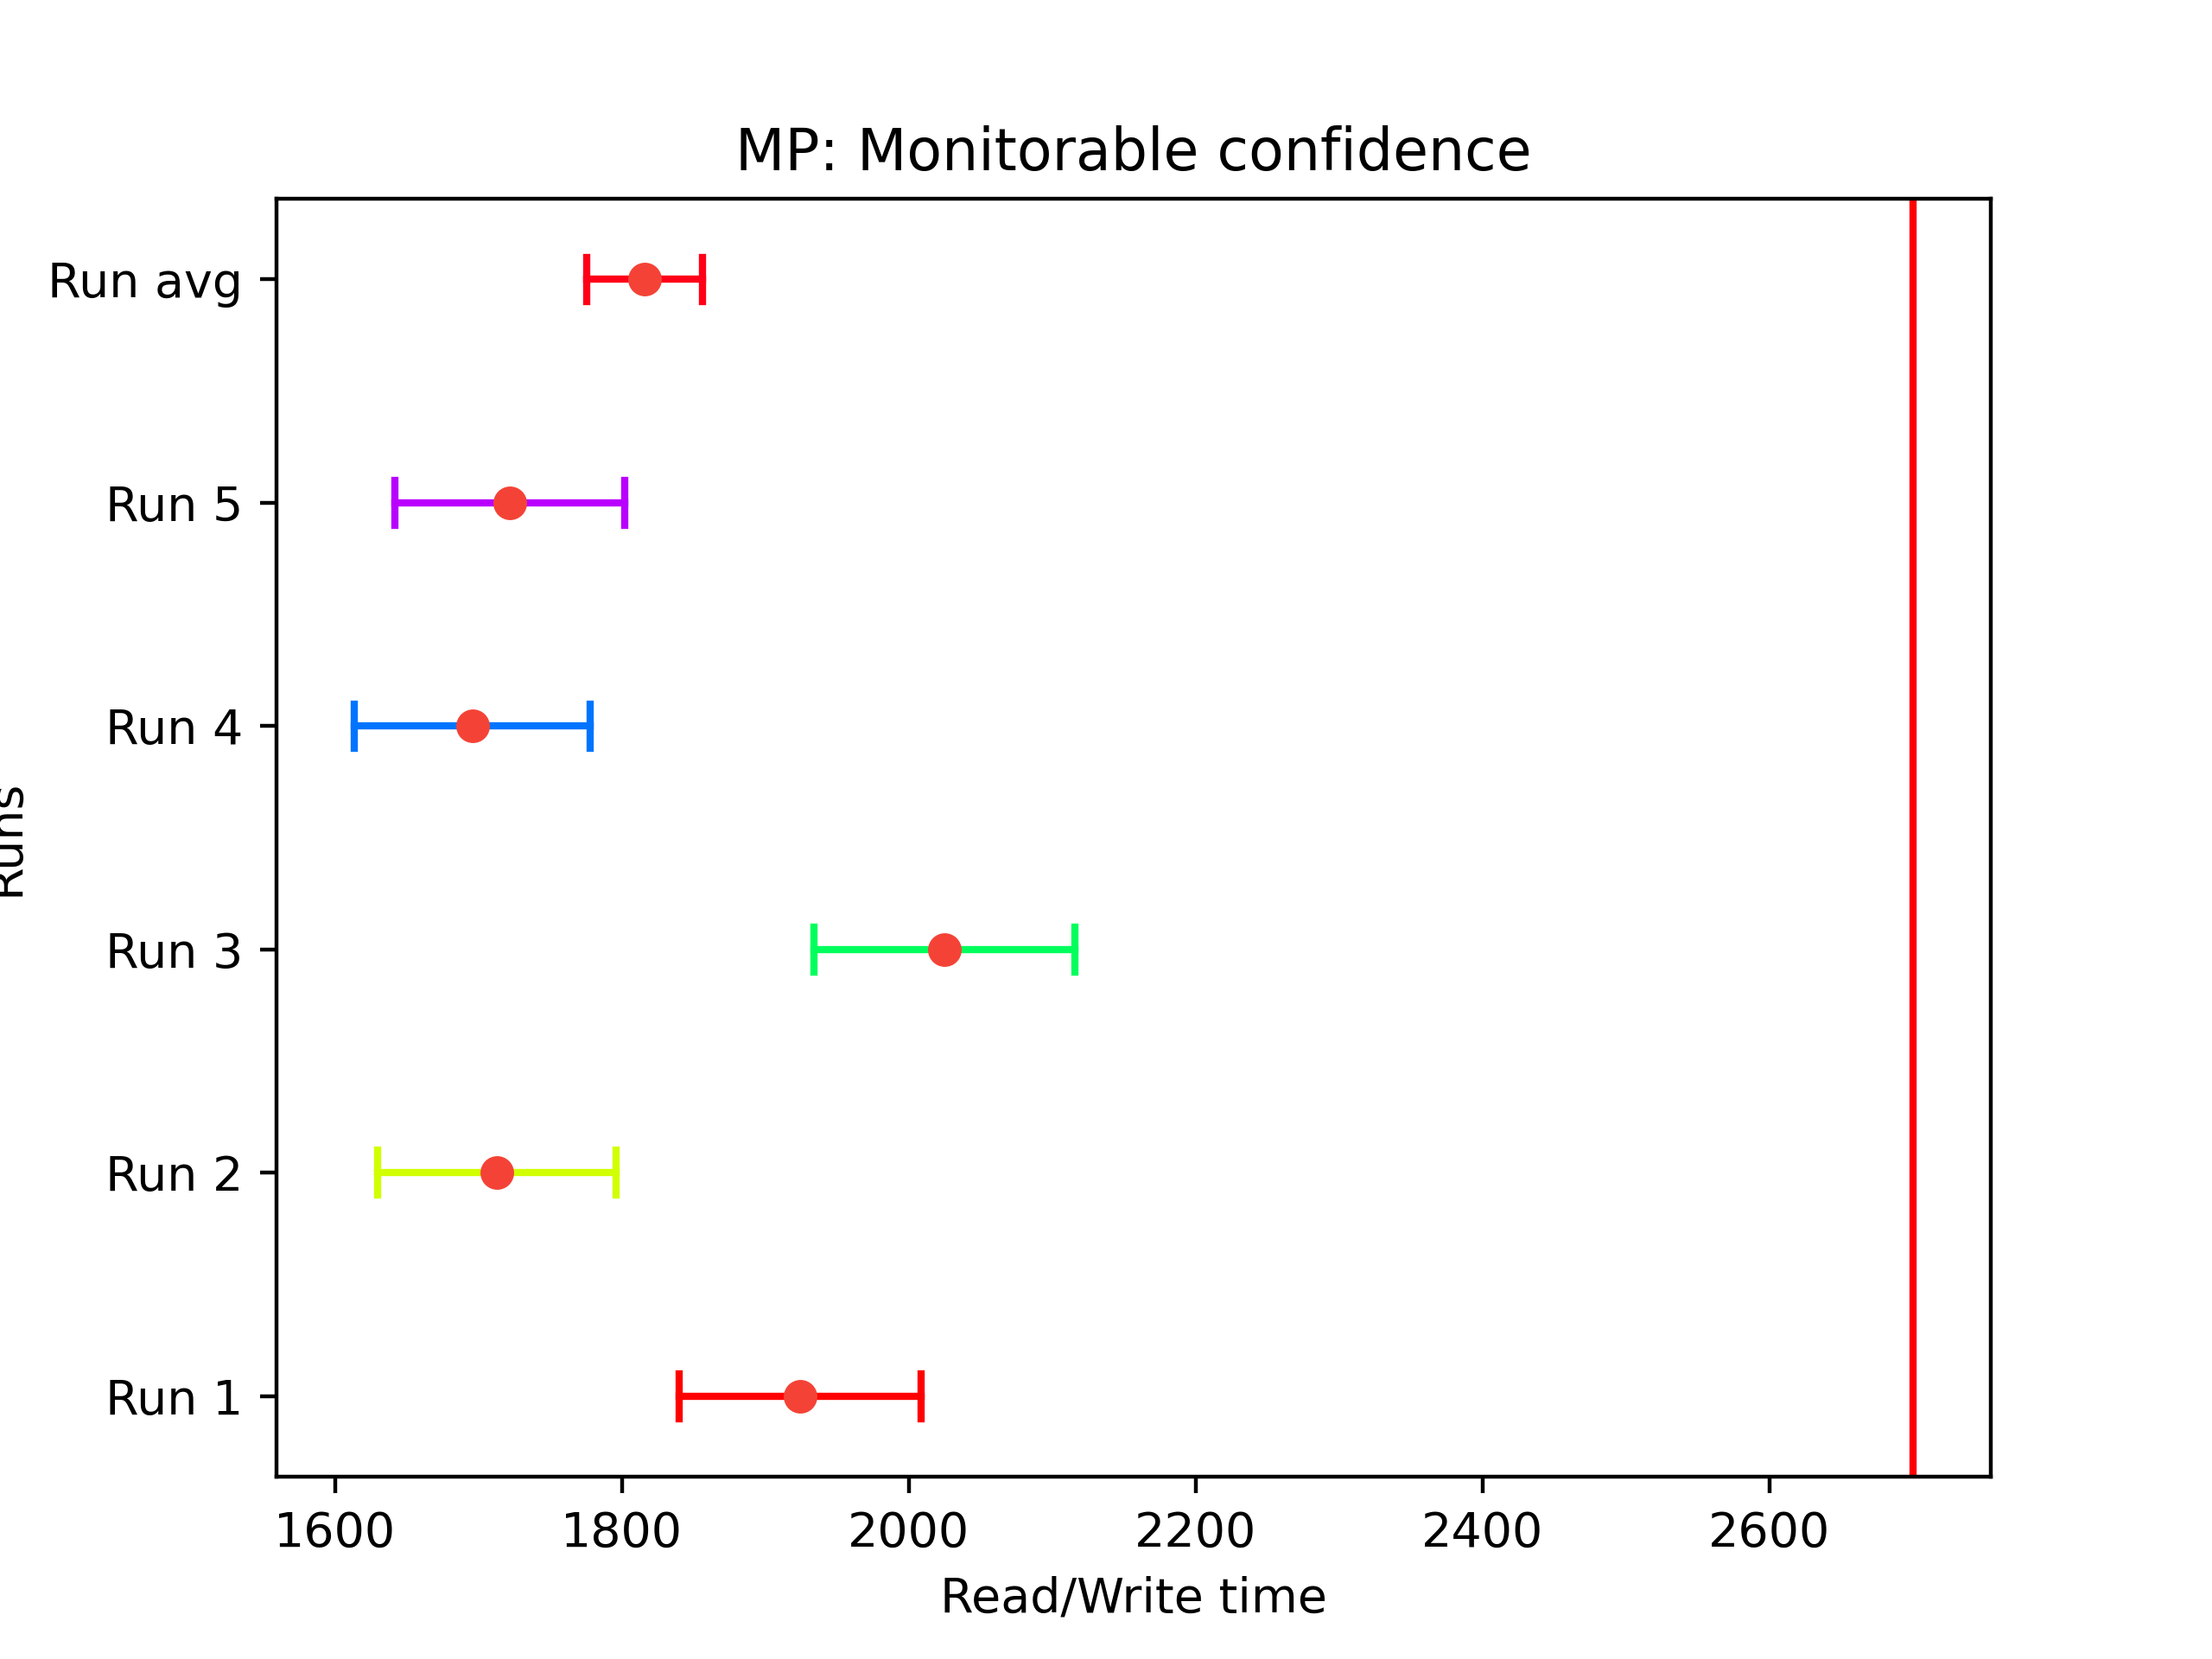 MP: Monitorable confidence
Run avg
Run 5
Run 4
Run 3
Run 2
Run 1
Runs
1600 1800 2000 2200 2400 2600
Read/Write time